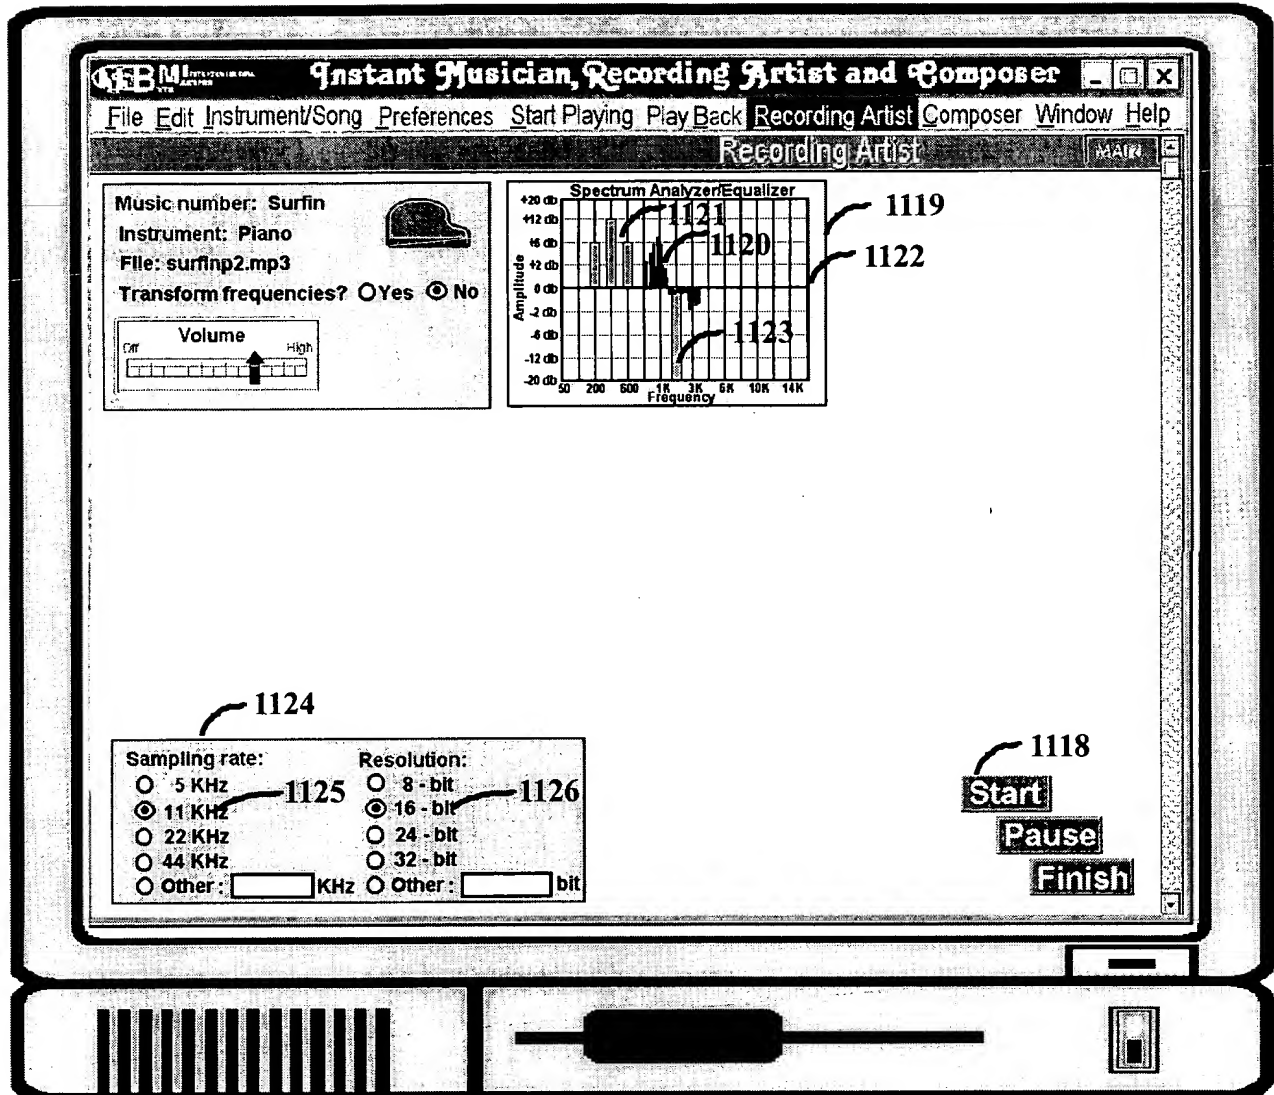 Instant Musician, Recording Artist and Composer
File Edit Instrument/Song Preferences Start Playing Play Back Recording Artist Composer Window Help
Recording Artist MAIN
Music number: Surfin
Instrument: Piano
File: surfinp2.mp3
Transform frequencies? Yes No
Volume
Off High
Spectrum Analyzer/Equalizer
+20 db
+12 db
+6 db
+2 db
0 db
-2 db
-6 db
-12 db
-20 db
Amplitude
50 200 600 1K 3K 6K 10K 14K
Frequency
1121
1120
1123
1119
1122
1124
Sampling rate:
5 KHz
11 KHz
22 KHz
44 KHz
Other : KHz
1125
Resolution:
8 - bit
16 - bit
24 - bit
32 - bit
Other : bit
1126
1118
Start
Pause
Finish